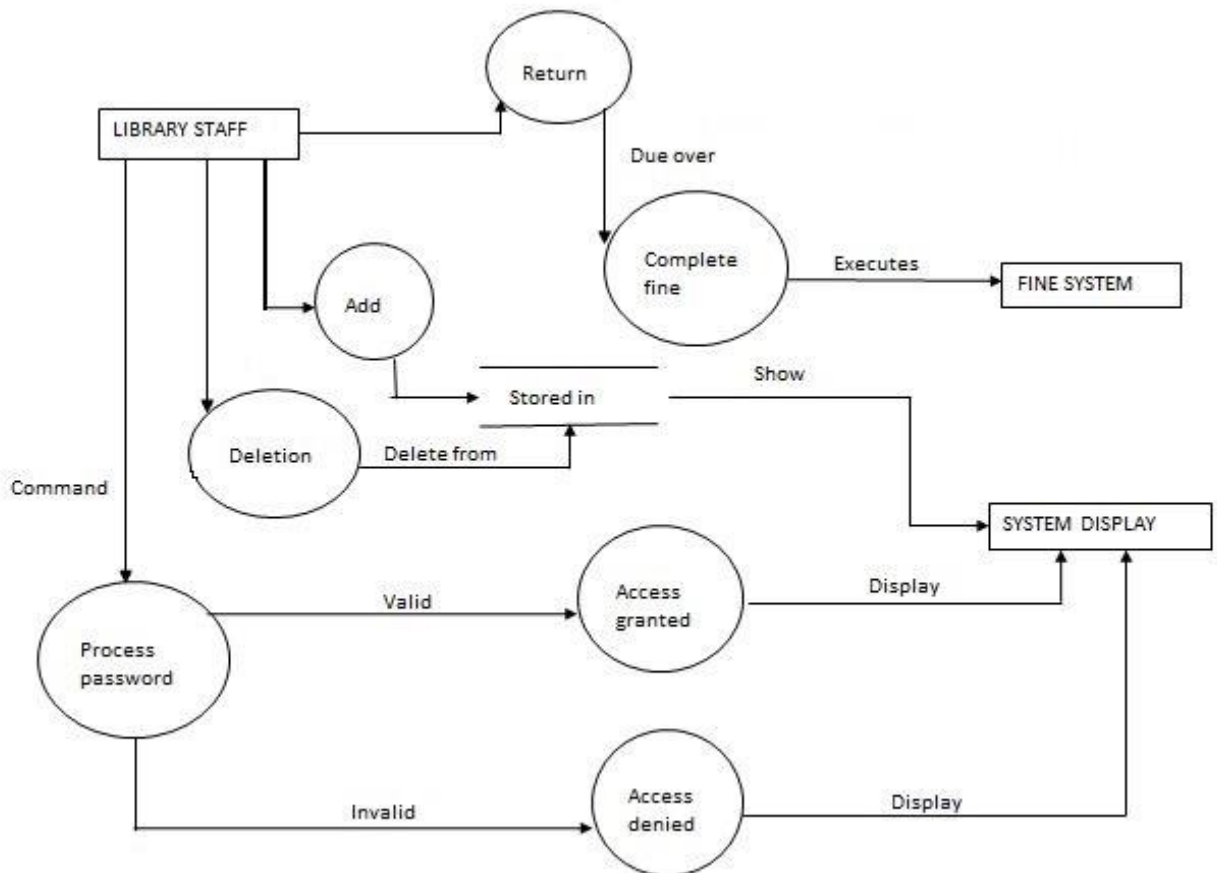 Return
LIBRARY STAFF
Due over
Complete
fine
Executes
FINE SYSTEM
Add
Show
Stored in
Deletion
Delete from
Command
SYSTEM DISPLAY
Valid
Access
granted
Display
Process
password
Invalid
Access
denied
Display